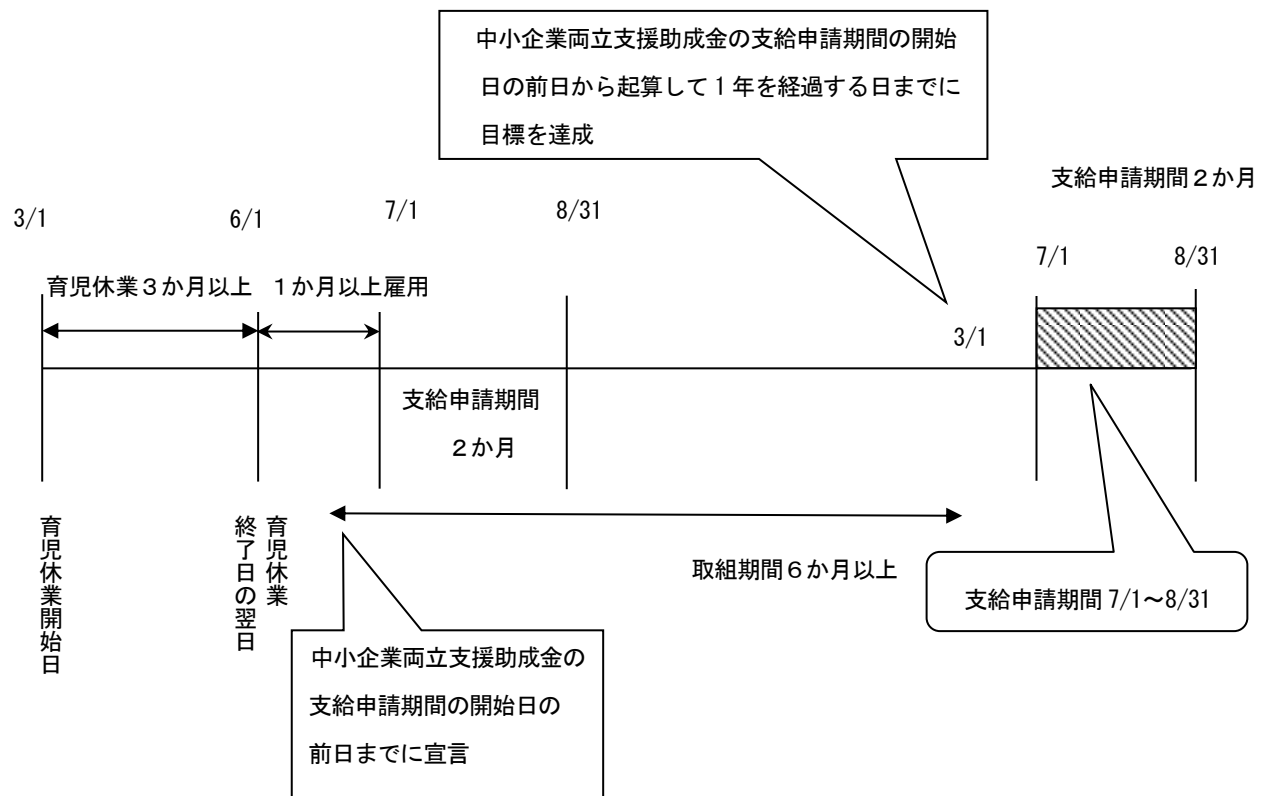 中小企業両立支援助成金の支給申請期間の開始
日の前日から起算して1年を経過する日までに
目標を達成
支給申請期間2か月
3/1
6/1
7/1
8/31
7/1
8/31
育児休業3か月以上
1か月以上雇用
3/1
支給申請期間
2か月
育児休業開始日
育児休業
終了日の翌日
取組期間6か月以上
支給申請期間 7/1～8/31
中小企業両立支援助成金の
支給申請期間の開始日の
前日までに宣言